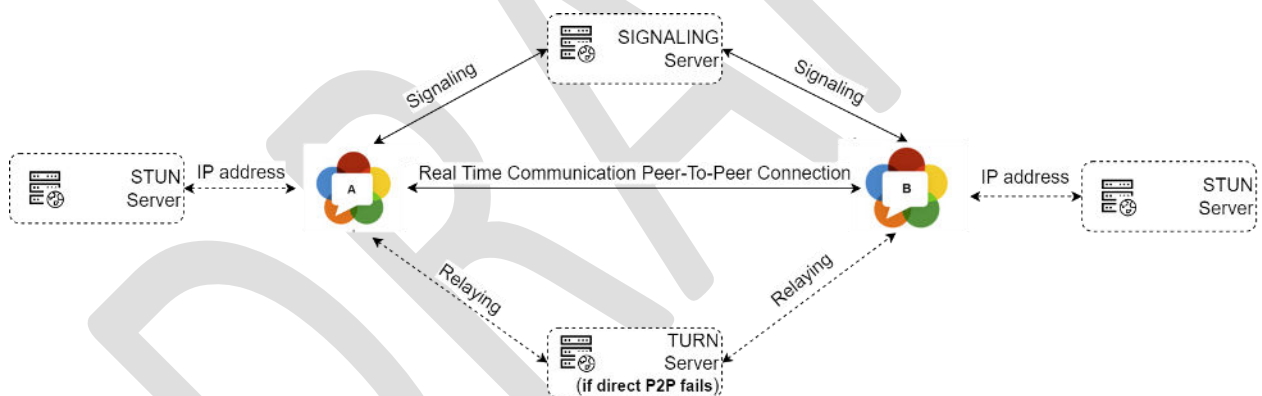 SIGNALING
Server
Signaling
Signaling
STUN
Server
IP address
A
Real Time Communication Peer-To-Peer Connection
B
IP address
STUN
Server
Relaying
Relaying
TURN
Server
(if direct P2P fails)
DRAF